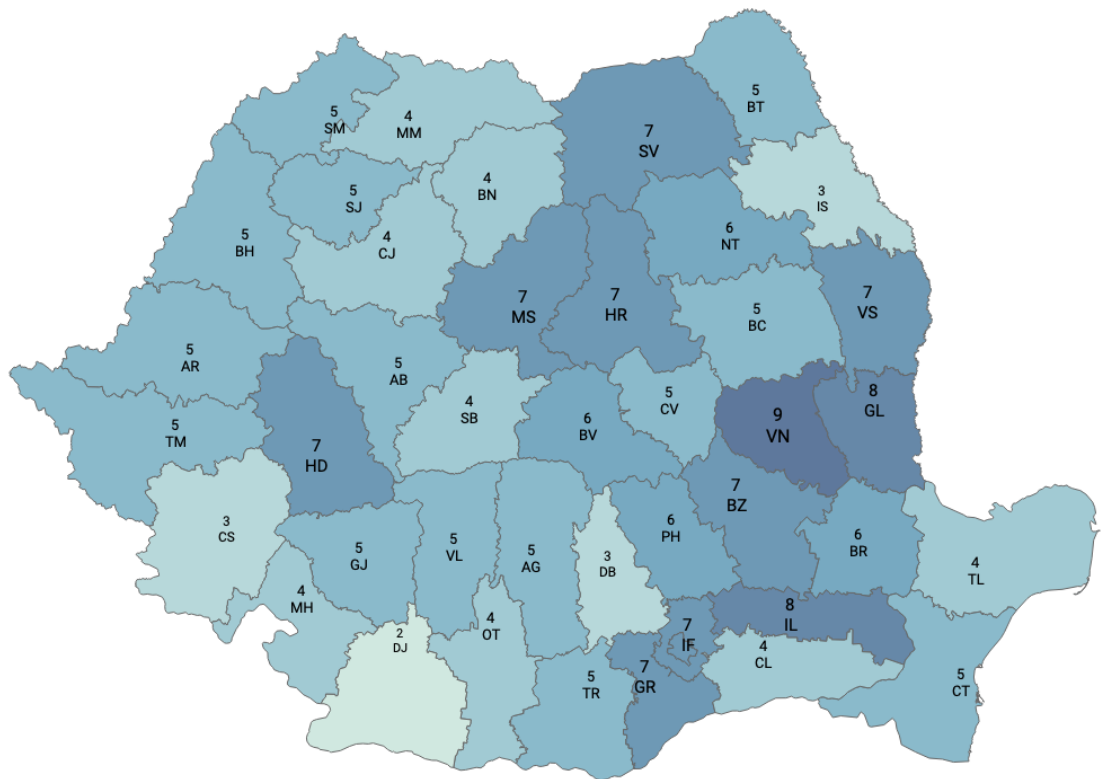 5
BT
5
SM
4
MM
7
SV
4
BN
5
SJ
3
IS
6
NT
5
BH
4
CJ
7
MS
7
HR
7
VS
5
BC
5
AR
5
AB
4
SB
5
CV
8
GL
9
VN
6
BV
5
TM
7
HD
7
BZ
3
CS
5
GJ
5
VL
5
AG
3
DB
6
PH
6
BR
4
TL
4
MH
2
DJ
4
OT
8
IL
7
IF
4
CL
7
GR
5
TR
5
CT